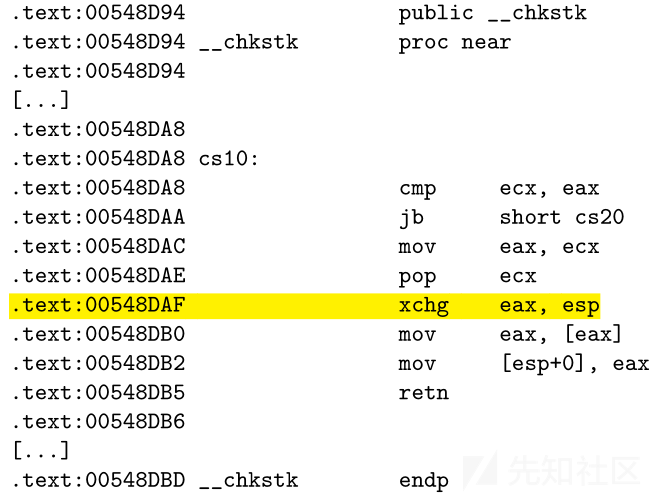 .text:00548D94 public __chkstk
.text:00548D94 __chkstk proc near
.text:00548D94
[...]
.text:00548DA8
.text:00548DA8 cs10:
.text:00548DA8 cmp ecx, eax
.text:00548DAA jb short cs20
.text:00548DAC mov eax, ecx
.text:00548DAE pop ecx
.text:00548DAF xchg eax, esp
.text:00548DB0 mov eax, [eax]
.text:00548DB2 mov [esp+0], eax
.text:00548DB5 retn
.text:00548DB6
[...]
.text:00548DBD __chkstk endp
先知社区